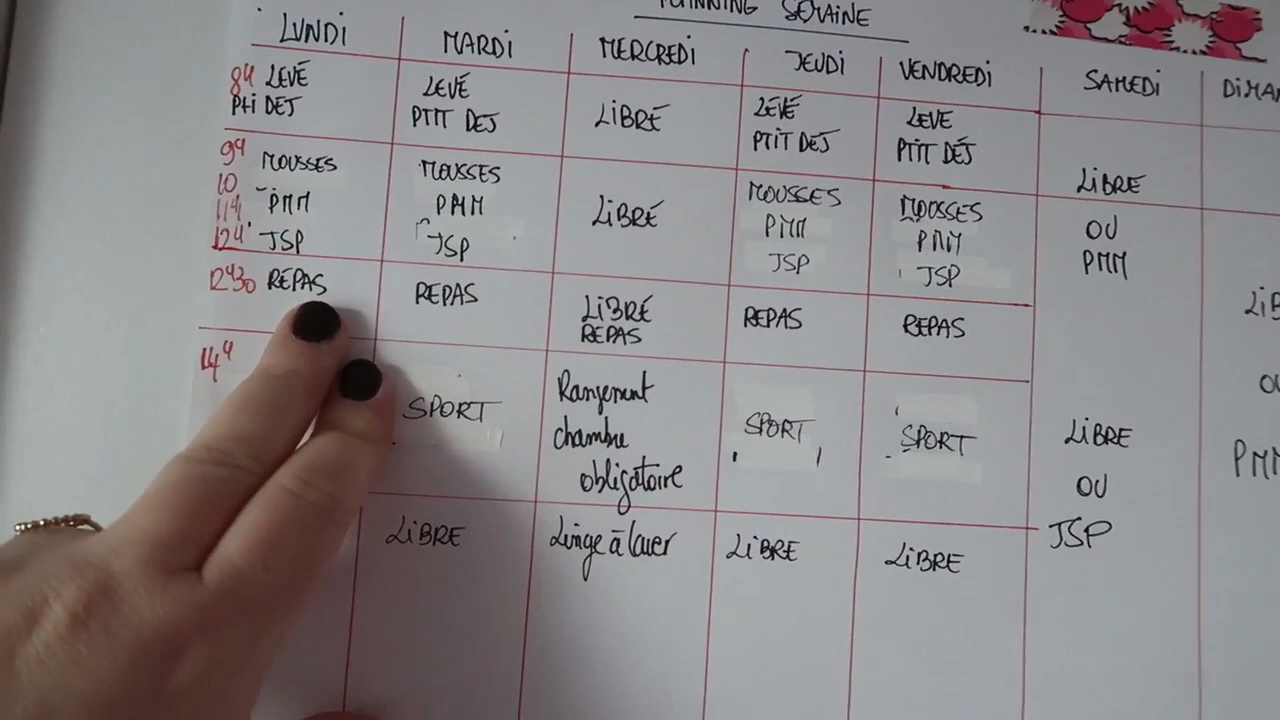 PLANNING SEMAINE
LUNDI
MARDI
MERCREDI
JEUDI
VENDREDI
SAMEDI
8H LEVÉ
PTI DEJ
LEVÉ
PTIT DEJ
LIBRE
LEVÉ
PTIT DEJ
LEVE
PTIT DÉJ
9H
10
11H
12H
MOUSSES
PMM
JSP
MOUSSES
PMM
JSP
LIBRE
MOUSSES
PMM
JSP
MOUSSES
PMM
JSP
LIBRE
OU
PMM
12H30 REPAS
REPAS
LIBRE
REPAS
REPAS
REPAS
14H
SPORT
Rangement
chambre
obligatoire
SPORT
SPORT
LIBRE
OU
JSP
LIBRE
Linge à laver
LIBRE
LIBRE